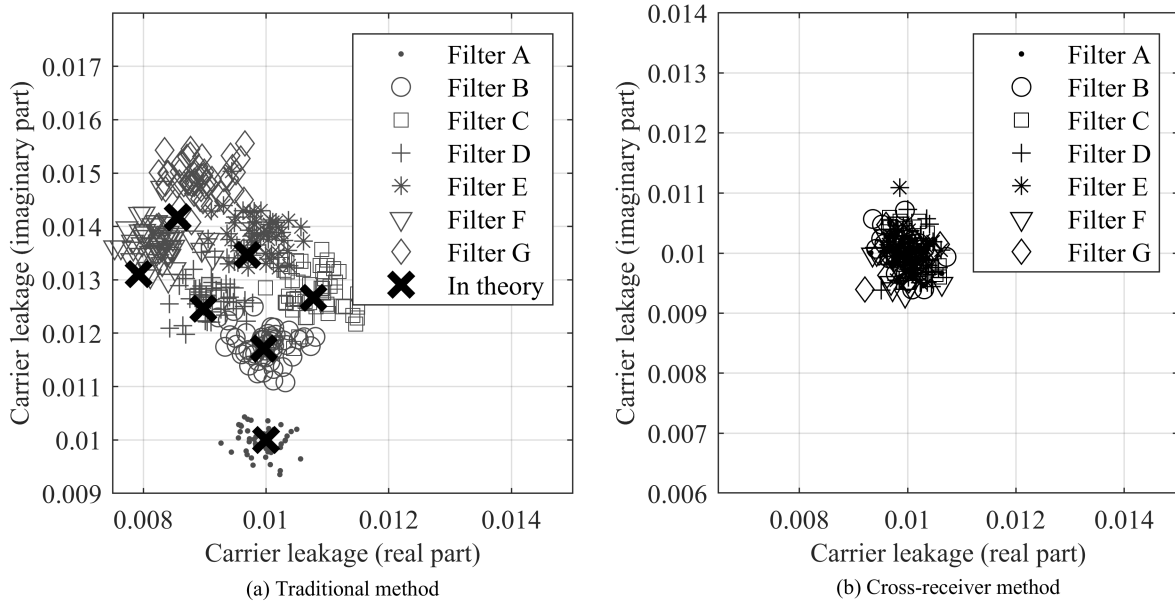 Carrier leakage (imaginary part)
0.017
0.016
0.015
0.014
0.013
0.012
0.011
0.01
0.009
0.008
0.01
0.012
0.014
Carrier leakage (real part)
Filter A
Filter B
Filter C
Filter D
Filter E
Filter F
Filter G
In theory
(a) Traditional method
Carrier leakage (imaginary part)
0.014
0.013
0.012
0.011
0.01
0.009
0.008
0.007
0.006
0.008
0.01
0.012
0.014
Carrier leakage (real part)
Filter A
Filter B
Filter C
Filter D
Filter E
Filter F
Filter G
(b) Cross-receiver method